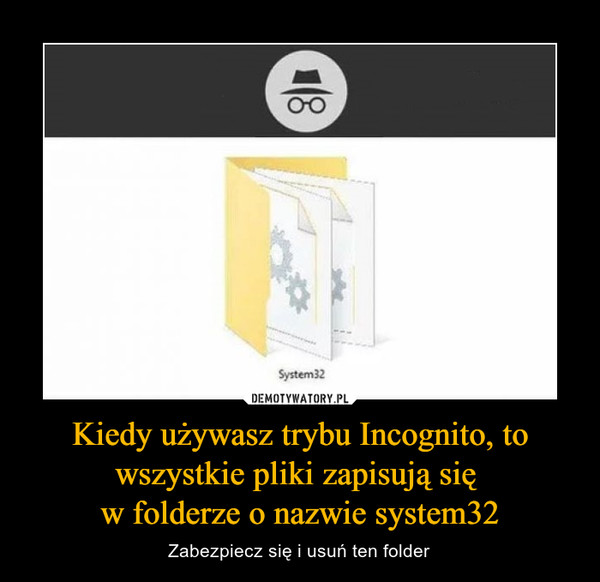 System32
DEMOTYWATORY.PL
Kiedy używasz trybu Incognito, to
wszystkie pliki zapisują się
w folderze o nazwie system32
Zabezpiecz się i usuń ten folder